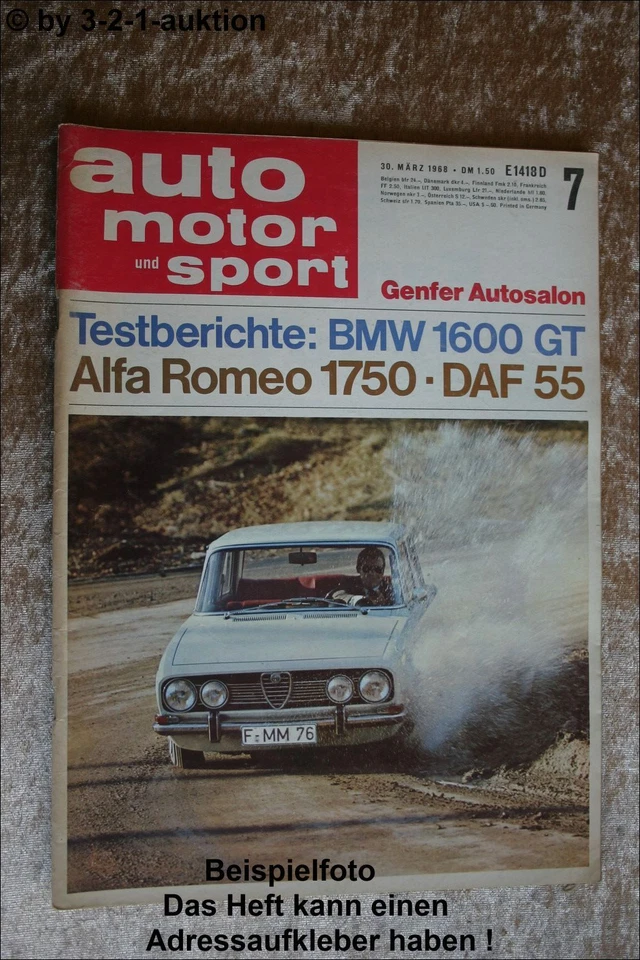 © by 3-2-1-auktion
auto
motor
und sport
30. MÄRZ 1968 · DM 1.50 E1418D
7
Genfer Autosalon
Testberichte: BMW 1600 GT
Alfa Romeo 1750 · DAF 55
F-MM 76
Beispielfoto
Das Heft kann einen
Adressaufkleber haben !